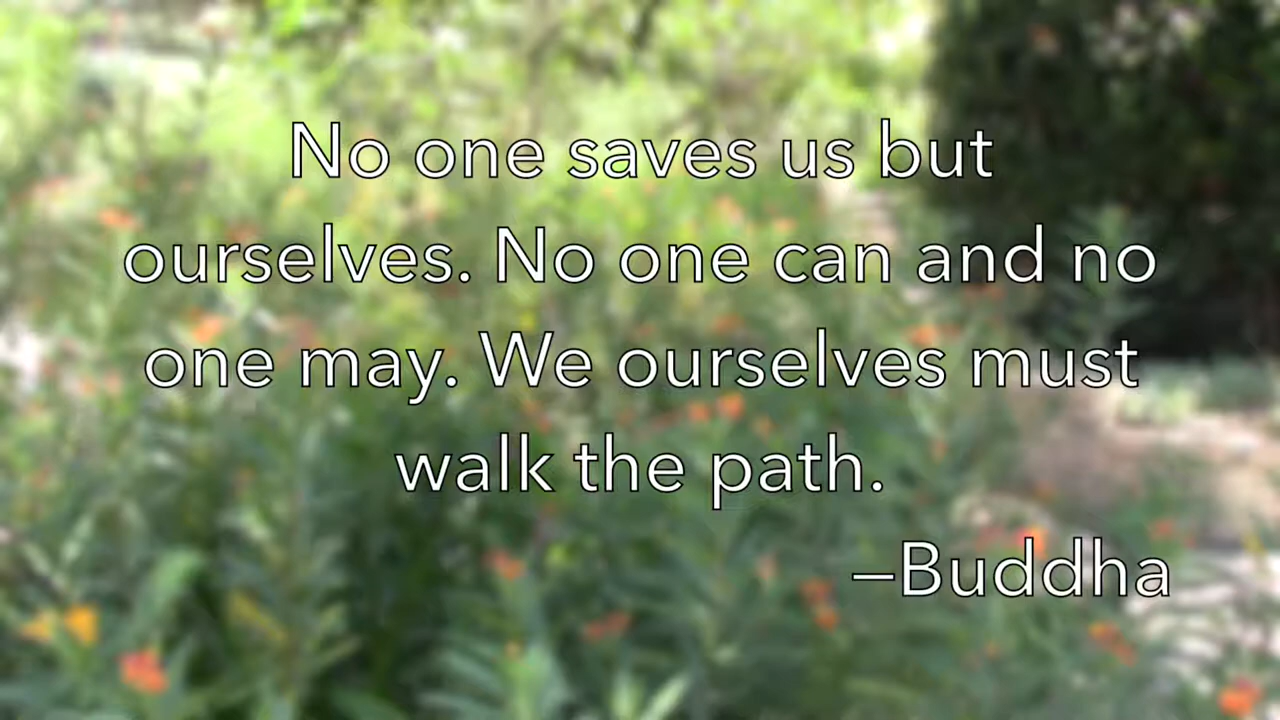 No one saves us but
ourselves. No one can and no
one may. We ourselves must
walk the path.
—Buddha